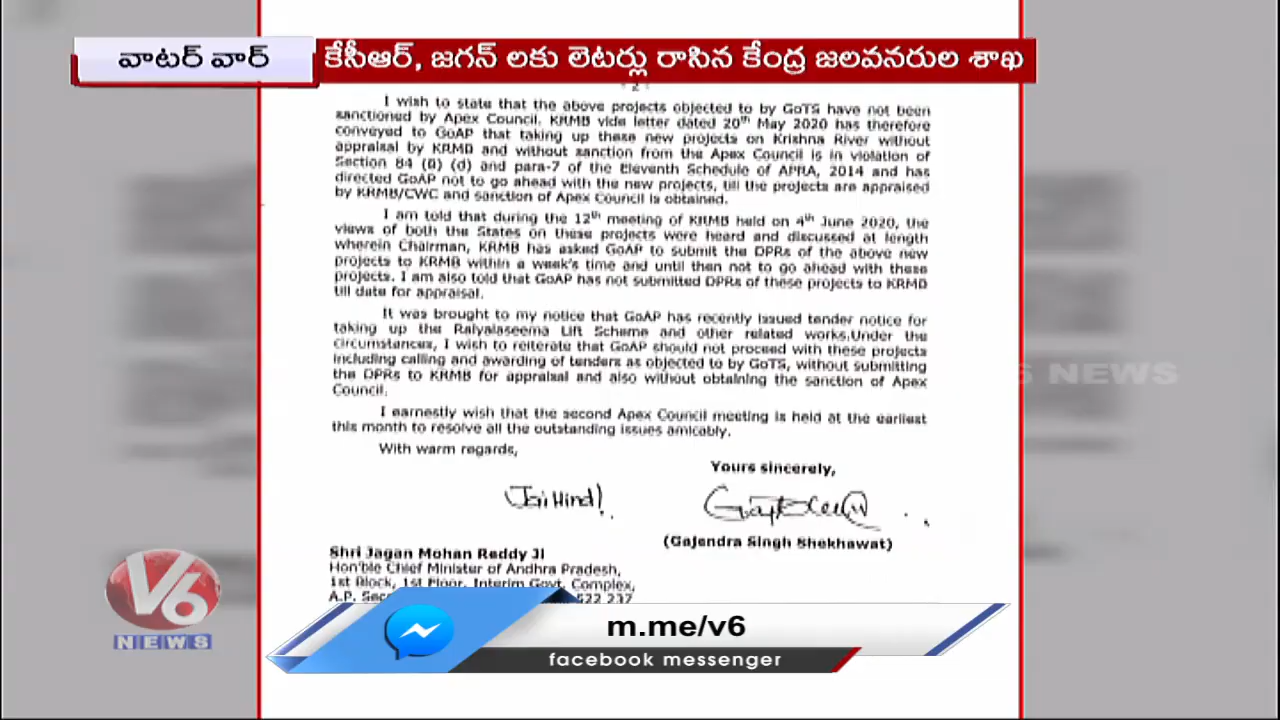 వాటర్ వార్
కేసీఆర్, జగన్ లకు లెటర్లు రాసిన కేంద్ర జలవనరుల శాఖ
I wish to state that the above projects objected to by GoTS have not been
sanctioned by Apex Council. KRMB vide letter dated 20th May 2020 has therefore
conveyed to GoAP that taking up these new projects on Krishna River without
appraisal by KRMB and without sanction from the Apex Council is in violation of
Section 84 (d) and para-7 of the Eleventh Schedule of APRA, 2014 and has
directed GoAP not to go ahead with the new projects, till the projects are appraised
by KRMB/CWC and sanction of Apex Council is obtained.
I am told that during the 12th meeting of KRMB held on 4th June 2020, the
views of both the States on these projects were heard and discussed at length
wherein Chairman, KRMB has asked GoAP to submit the DPRs of the above new
projects to KRMB within a week's time and until then not to go ahead with these
projects. I am also told that GoAP has not submitted DPRs of these projects to KRMB
till date for appraisal.
It was brought to my notice that GoAP has recently issued tender notice for
taking up the Ralyalaseema Lift Scheme and other related works.Under the
circumstances, I wish to reiterate that GoAP should not proceed with these projects
including calling and awarding of tenders as objected to by GoTS, without submitting
the DPRs to KRMB for appraisal and also without obtaining the sanction of Apex
Council.
I earnestly wish that the second Apex Council meeting is held at the earliest
this month to resolve all the outstanding issues amicably.
With warm regards,
Yours sincerely,
Jai Hind!
(Gajendra Singh Shekhawat)
Shri Jagan Mohan Reddy Ji
Hon'ble Chief Minister of Andhra Pradesh,
1st Block, 1st Floor, Interim Govt. Complex,
A.P. 522 237
NEWS
V6
NEWS
m.me/v6
facebook messenger